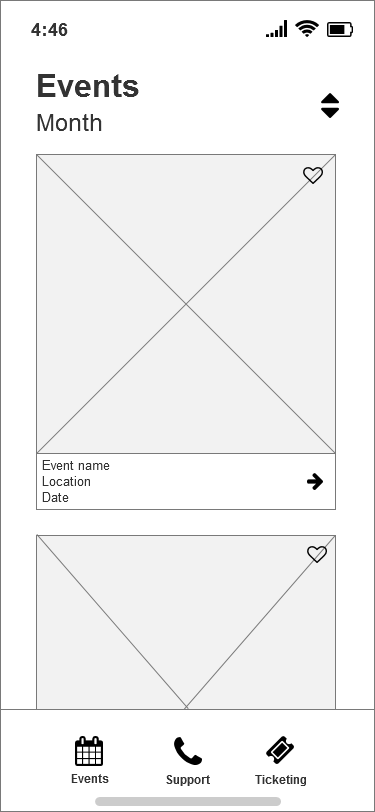 4:46
Events
Month
Event name
Location
Date
Events
Support
Ticketing